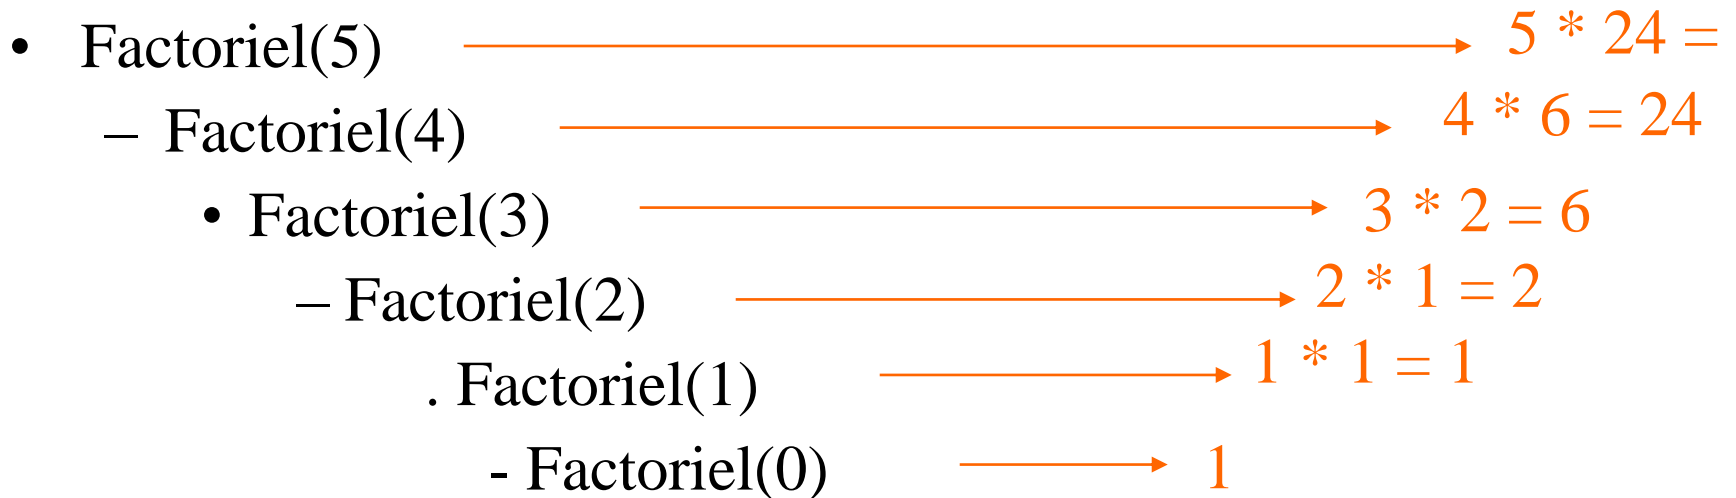 • Factoriel(5) 5 * 24 =
– Factoriel(4) 4 * 6 = 24
• Factoriel(3) 3 * 2 = 6
– Factoriel(2) 2 * 1 = 2
. Factoriel(1) 1 * 1 = 1
- Factoriel(0) 1